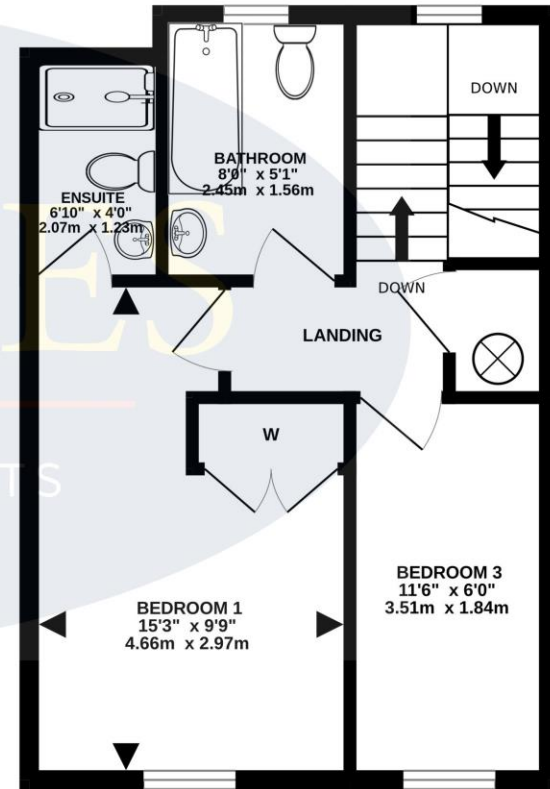 DOWN
BATHROOM
8'0" x 5'1"
2.45m x 1.56m
ENSUITE
6'10" x 4'0"
2.07m x 1.23m
DOWN
LANDING
W
BEDROOM 1
15'3" x 9'9"
4.66m x 2.97m
BEDROOM 3
11'6" x 6'0"
3.51m x 1.84m
ES
TS